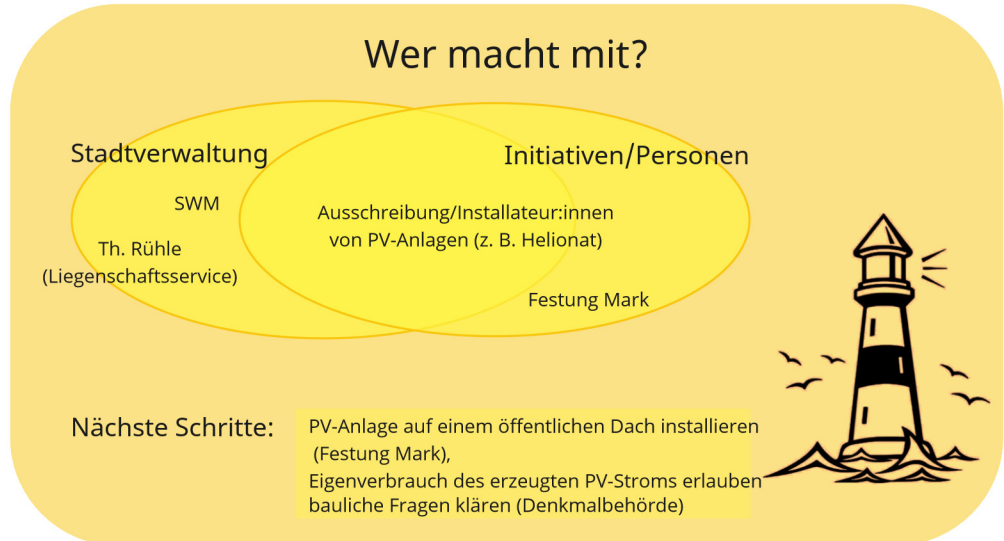 Wer macht mit?
Stadtverwaltung
Initiativen/Personen
SWM
Ausschreibung/Installateur:innen
von PV-Anlagen (z. B. Helionat)
Th. Rühle
(Liegenschaftsservice)
Festung Mark
Nächste Schritte:
PV-Anlage auf einem öffentlichen Dach installieren
(Festung Mark),
Eigenverbrauch des erzeugten PV-Stroms erlauben
bauliche Fragen klären (Denkmalbehörde)